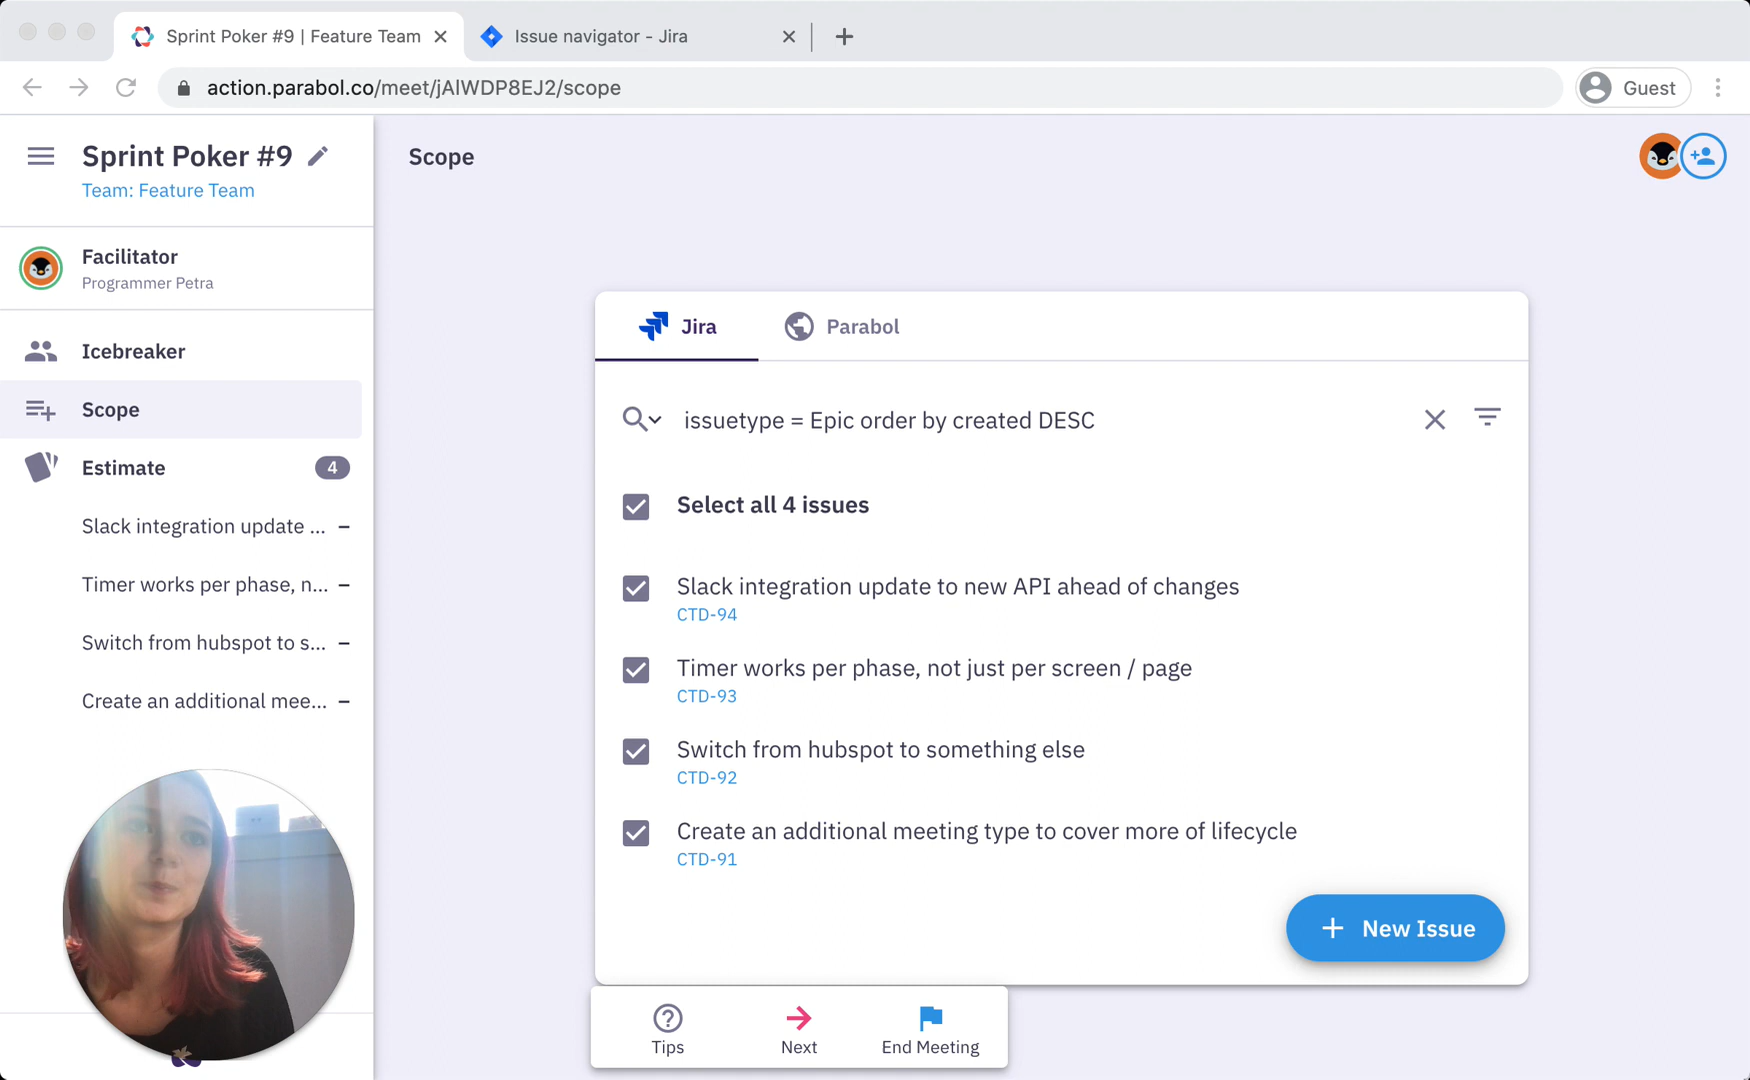 Sprint Poker #9 | Feature Team
Issue navigator - Jira
action.parabol.co/meet/jAlWDP8EJ2/scope
Guest
Sprint Poker #9
Team: Feature Team
Facilitator
Programmer Petra
Icebreaker
Scope
Estimate 4
Slack integration update ... –
Timer works per phase, n... –
Switch from hubspot to s... –
Create an additional mee... –
Scope
Jira
Parabol
issuetype = Epic order by created DESC
Select all 4 issues
Slack integration update to new API ahead of changes
CTD-94
Timer works per phase, not just per screen / page
CTD-93
Switch from hubspot to something else
CTD-92
Create an additional meeting type to cover more of lifecycle
CTD-91
+ New Issue
Tips
Next
End Meeting